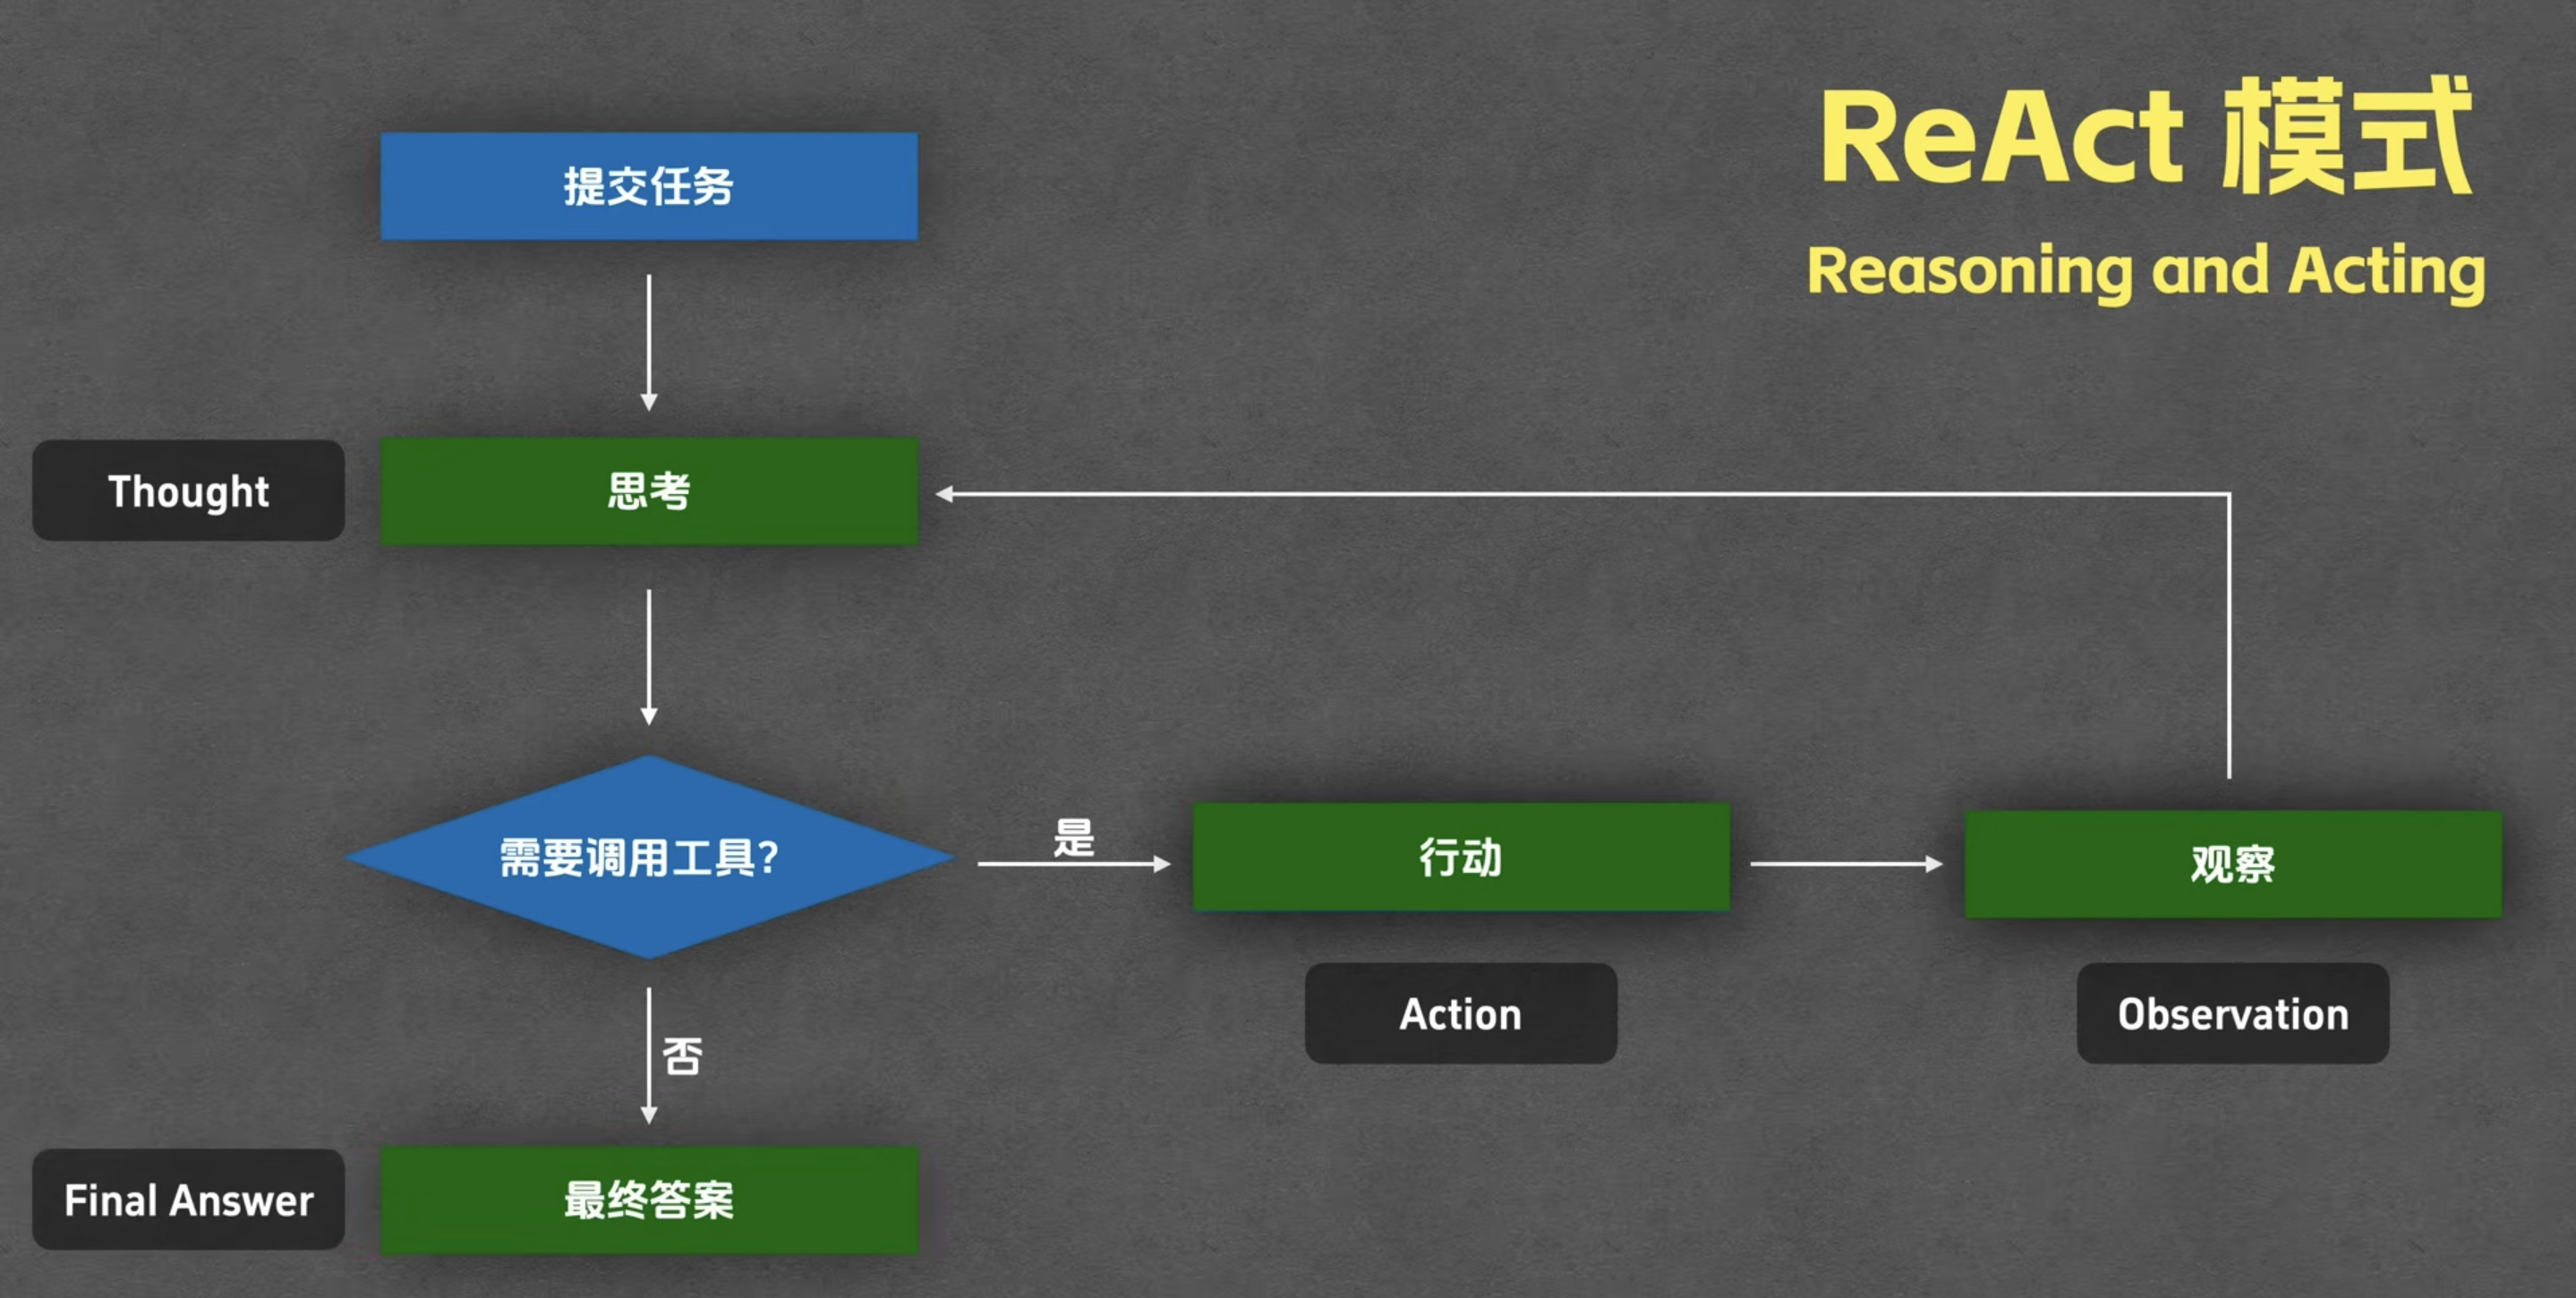 ReAct 模式
Reasoning and Acting
提交任务
Thought
思考
需要调用工具?
是
行动
观察
Action
Observation
否
Final Answer
最终答案